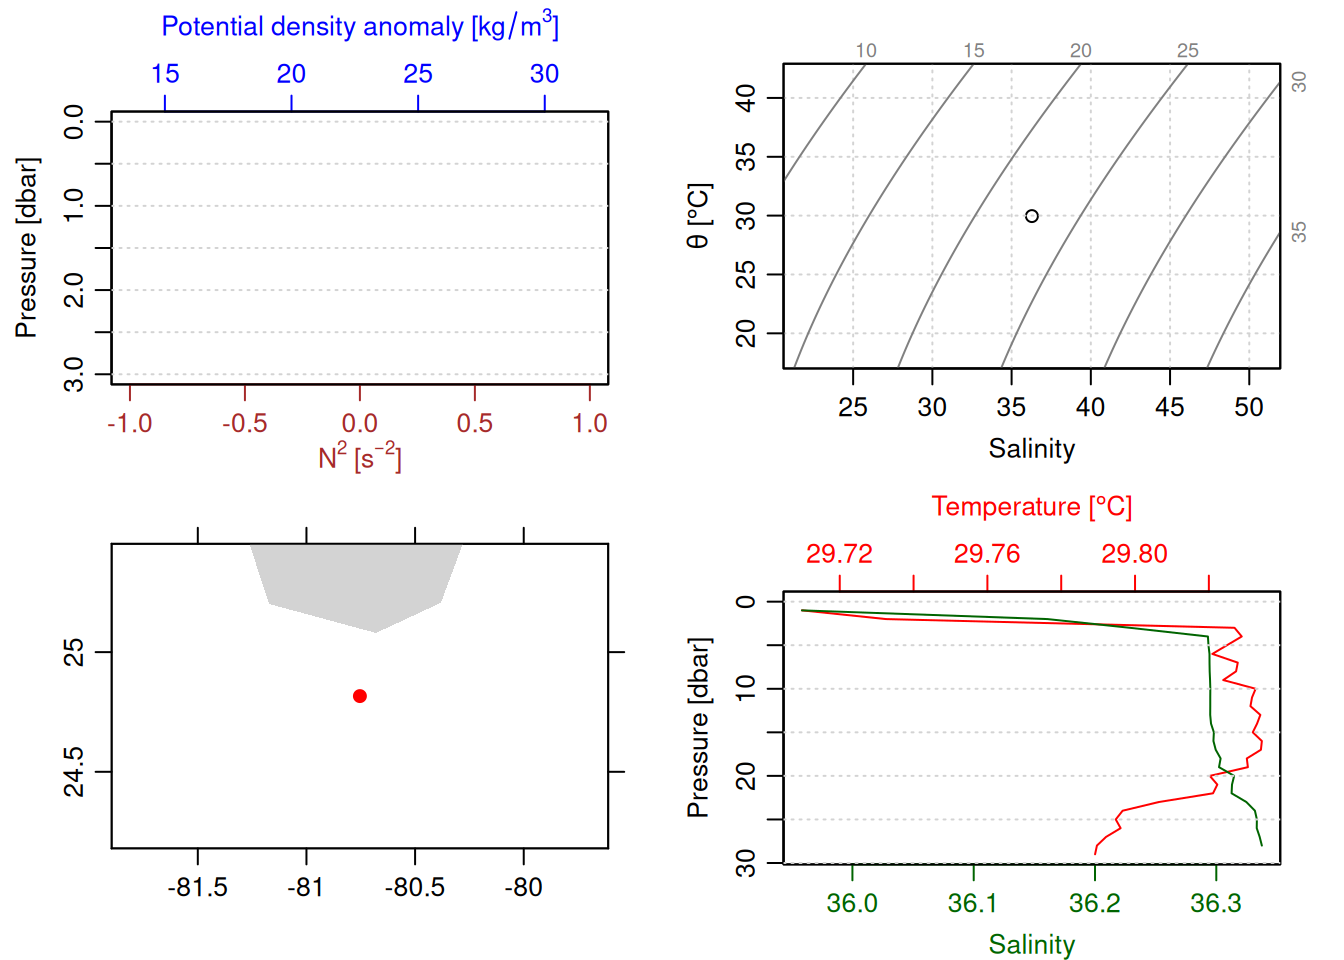 Potential density anomaly [kg/m³]
15 20 25 30
0.0
1.0
2.0
3.0
Pressure [dbar]
-1.0 -0.5 0.0 0.5 1.0
N² [s⁻²]
10 15 20 25
30
35
40
35
30
25
20
θ [°C]
25 30 35 40 45 50
Salinity
25
24.5
-81.5 -81 -80.5 -80
Temperature [°C]
29.72 29.76 29.80
0
10
20
30
Pressure [dbar]
36.0 36.1 36.2 36.3
Salinity